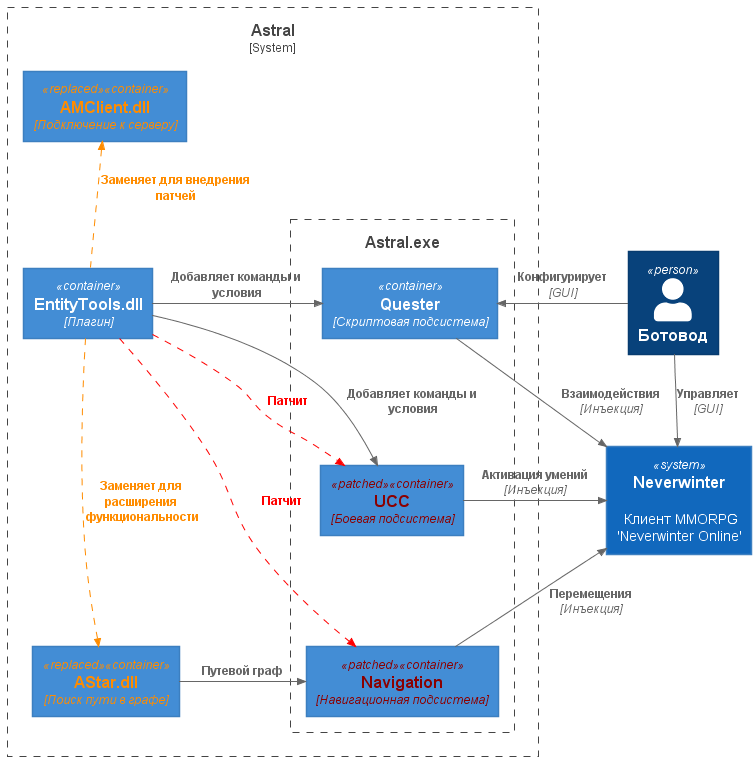 Astral
[System]
«replaced»«container»
AMClient.dll
[Подключение к серверу]
Заменяет для внедрения
патчей
Astral.exe
«container»
EntityTools.dll
[Плагин]
Добавляет команды и
условия
«container»
Quester
[Скриптовая подсистема]
Конфигурирует
[GUI]
«person»
Ботовод
Патчит
Добавляет команды и
условия
Взаимодействия
[Инъекция]
Управляет
[GUI]
«system»
Neverwinter
Клиент MMORPG
'Neverwinter Online'
Заменяет для
расширения
функциональности
Патчит
«patched»«container»
UCC
[Боевая подсистема]
Активация умений
[Инъекция]
Перемещения
[Инъекция]
«replaced»«container»
AStar.dll
[Поиск пути в графе]
Путевой граф
«patched»«container»
Navigation
[Навигационная подсистема]